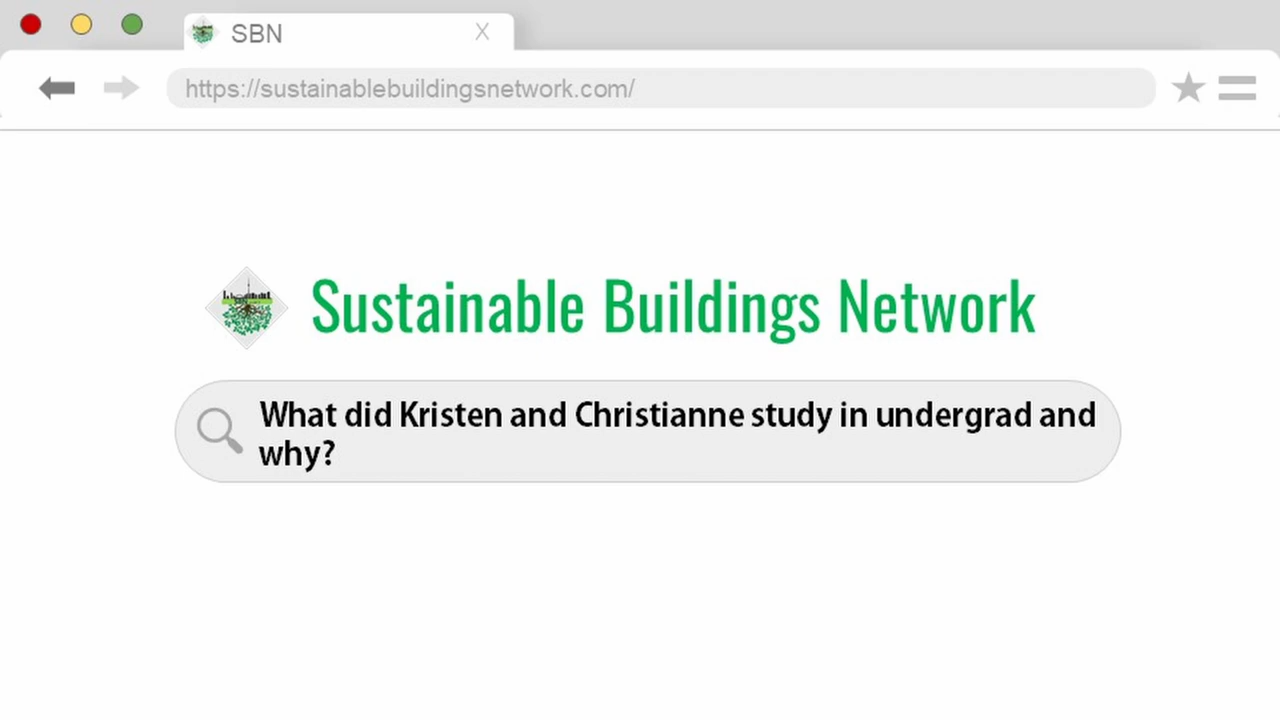 SBN X
https://sustainablebuildingsnetwork.com/
Sustainable Buildings Network
What did Kristen and Christianne study in undergrad and
why?